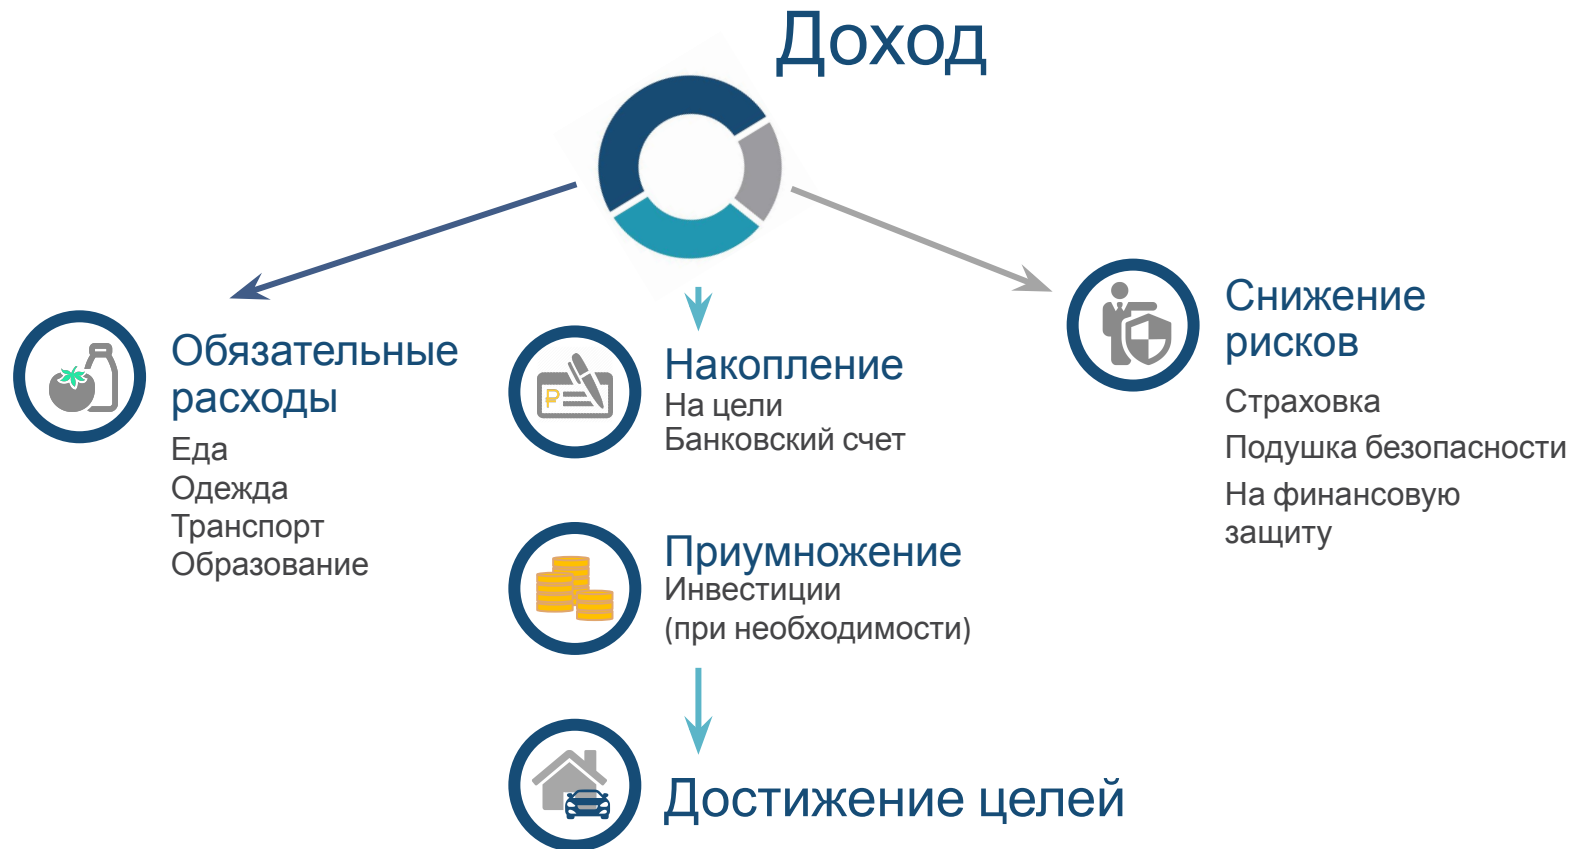 Доход
Обязательные
расходы
Еда
Одежда
Транспорт
Образование
Накопление
На цели
Банковский счет
₽
Приумножение
Инвестиции
(при необходимости)
Достижение целей
Снижение
рисков
Страховка
Подушка безопасности
На финансовую
защиту